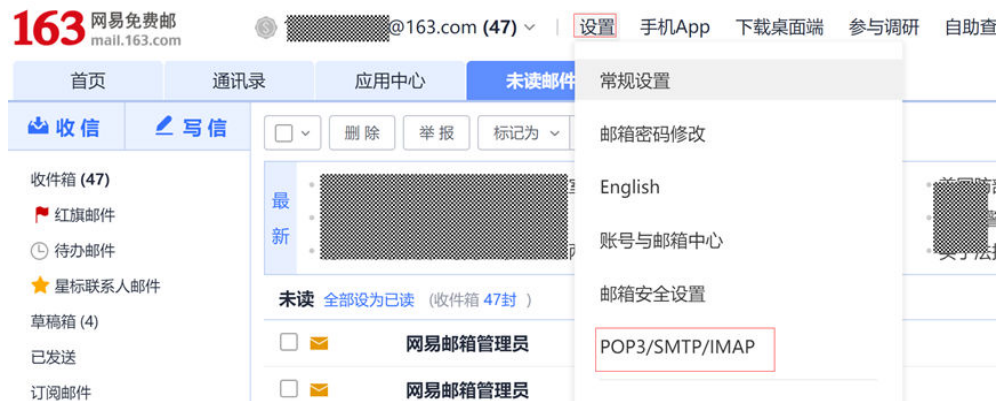 163 网易免费邮
mail.163.com
@163.com (47)
设置
手机App
下载桌面端
参与调研
自助查
首页
通讯录
应用中心
未读邮件
常规设置
邮箱密码修改
English
账号与邮箱中心
邮箱安全设置
POP3/SMTP/IMAP
收信
写信
删除
举报
标记为
收件箱 (47)
红旗邮件
待办邮件
星标联系人邮件
草稿箱 (4)
已发送
订阅邮件
最新
未读 全部设为已读 (收件箱 47封)
网易邮箱管理员
网易邮箱管理员